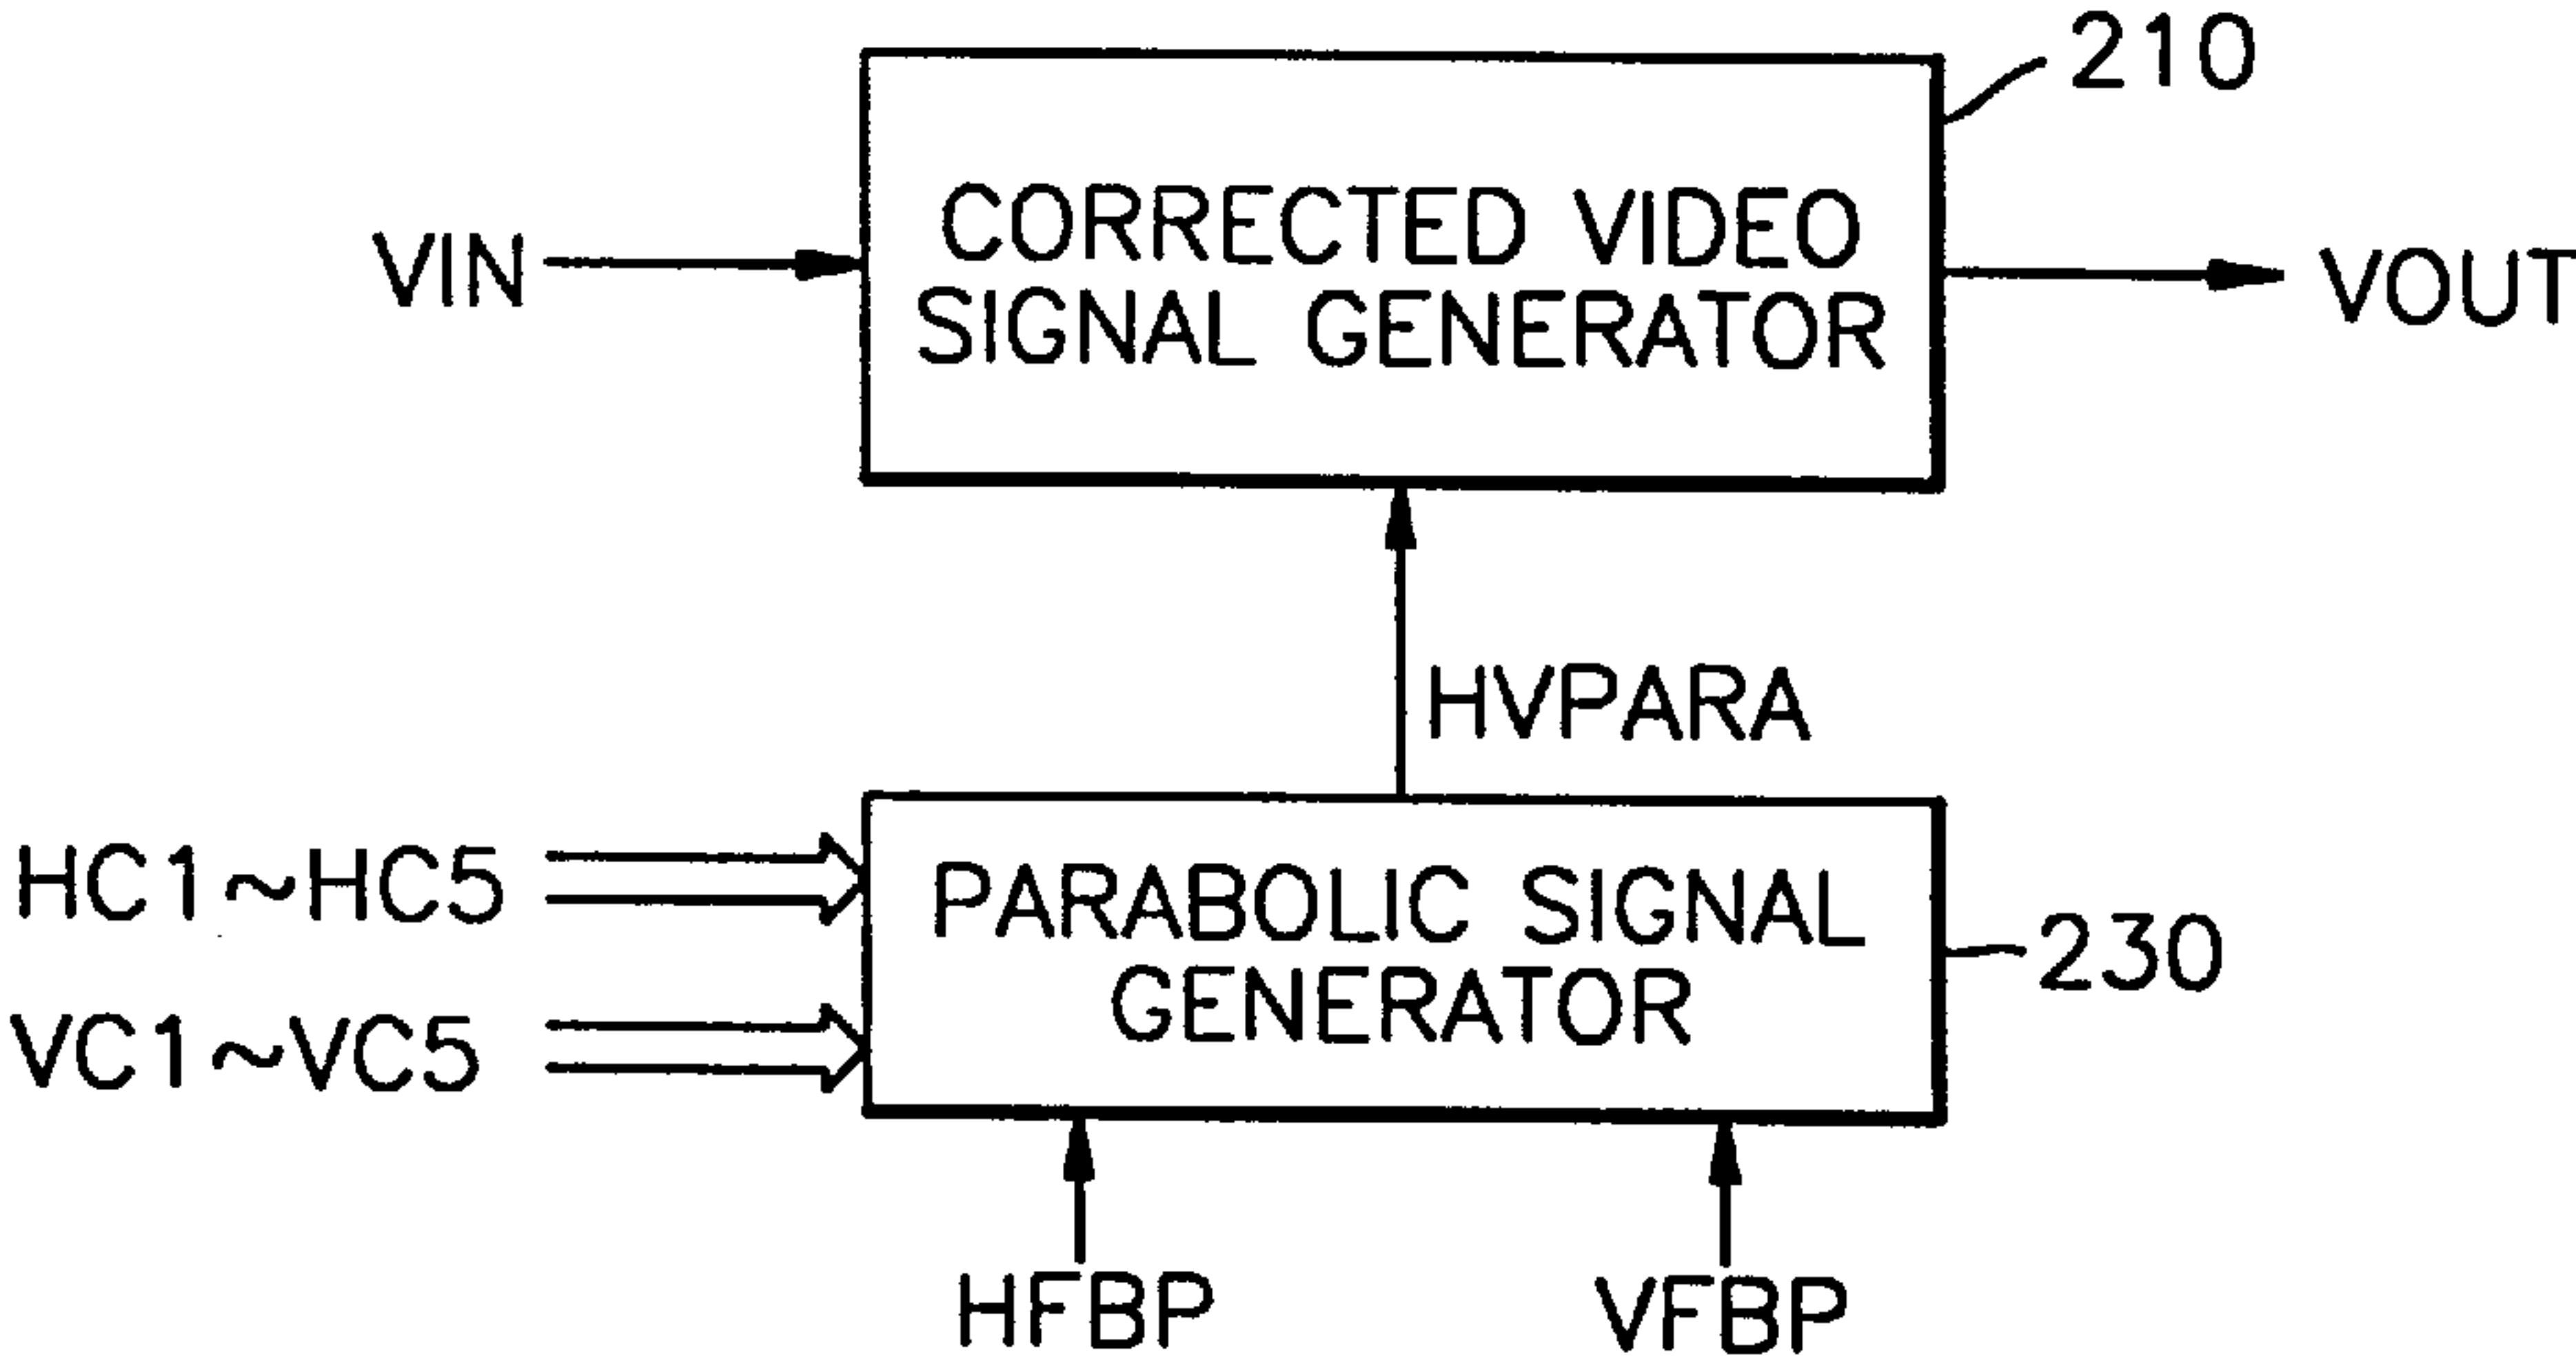 210
VIN
CORRECTED VIDEO
SIGNAL GENERATOR
VOUT
HVPARA
HC1~HC5
VC1~VC5
PARABOLIC SIGNAL
GENERATOR
230
HFBP
VFBP